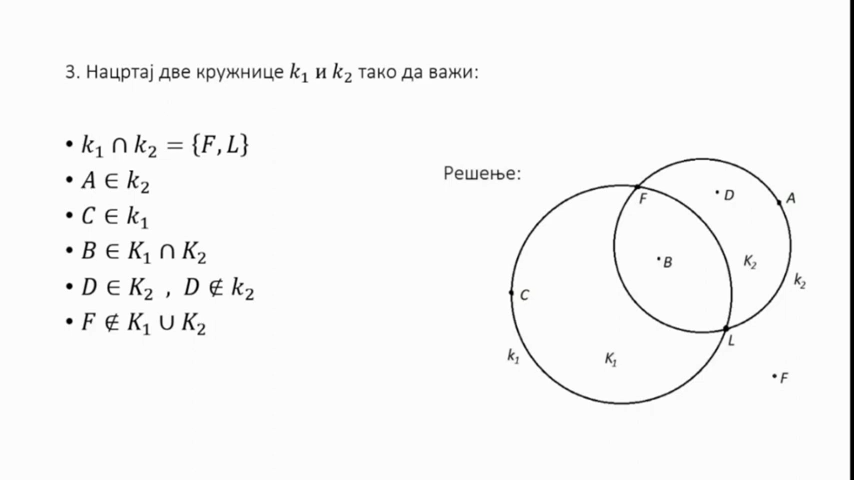 3. Нацртај две кружнице k₁ и k₂ тако да важи:
• k₁ ∩ k₂ = {F, L}
• A ∈ k₂
• C ∈ k₁
• B ∈ K₁ ∩ K₂
• D ∈ K₂ , D ∉ k₂
• F ∉ K₁ ∪ K₂
Решење:
F
D
A
B
K₂
k₂
C
L
k₁
K₁
F